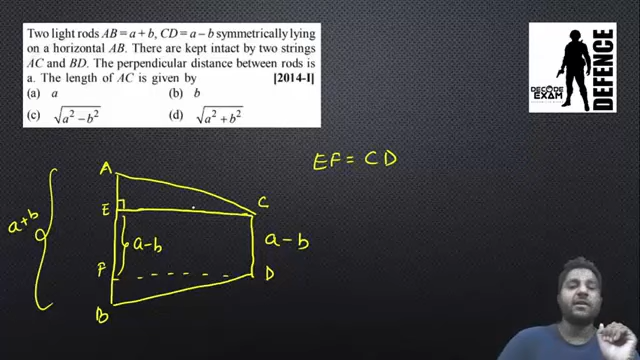 Two light rods AB = a + b, CD = a – b symmetrically lying
on a horizontal AB. There are kept intact by two strings
AC and BD. The perpendicular distance between rods is
a. The length of AC is given by [2014-I]
(a) a (b) b
(c) √a² – b² (d) √a² + b²
DECODE EXAM
DEFENCE
EF = CD
A
E
C
a+b
a-b
a-b
F
D
B